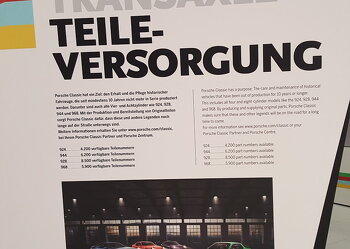 TRANSAXLE
TEILE-
VERSORGUNG
Porsche Classic hat ein Ziel: den Erhalt und die Pflege historischer
Fahrzeuge, die seit mindestens 10 Jahren nicht mehr in Serie produziert
werden. Darunter sind auch alle Vier- und Achtzylinder wie 924, 928,
944 und 968. Mit der Produktion und Bereitstellung von Originalteilen
sorgt Porsche Classic dafür, dass diese und andere Legenden noch
lange auf der Straße unterwegs sind.
Weitere Informationen erhalten Sie unter www.porsche.com/classic,
bei Ihrem Porsche Classic Partner und Porsche Zentrum.
924 4.200 verfügbare Teilenummern
944 6.200 verfügbare Teilenummern
928 8.500 verfügbare Teilenummern
968 5.900 verfügbare Teilenummern
Porsche Classic has a purpose: The care and maintenance of historical
vehicles that have been out of production for 10 years or longer.
This includes all four and eight cylinder models like the 924, 928, 944
and 968. By producing and supplying original parts, Porsche Classic
makes sure that these and other legends will be on the road for a long
time to come.
For more information see www.porsche.com/classic or your
Porsche Classic Partner and Porsche Centre.
924 4.200 part numbers available
944 6.200 part numbers available
928 8.500 part numbers available
968 5.900 part numbers available